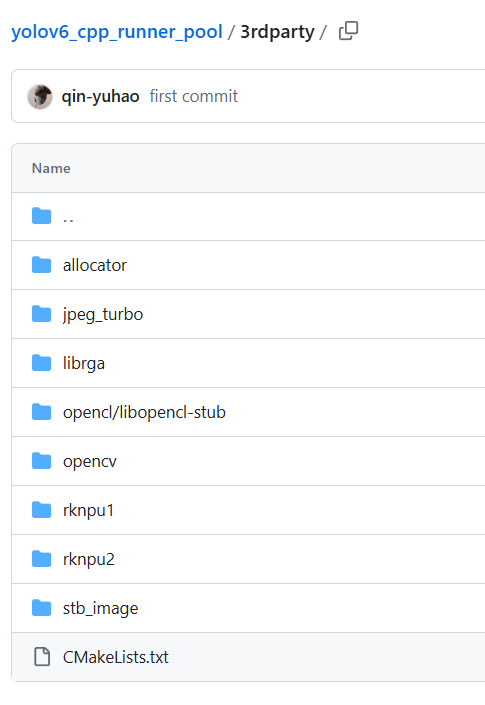 yolov6_cpp_runner_pool / 3rdparty /
qin-yuhao first commit
Name
..
allocator
jpeg_turbo
librga
opencl/libopencl-stub
opencv
rknpu1
rknpu2
stb_image
CMakeLists.txt